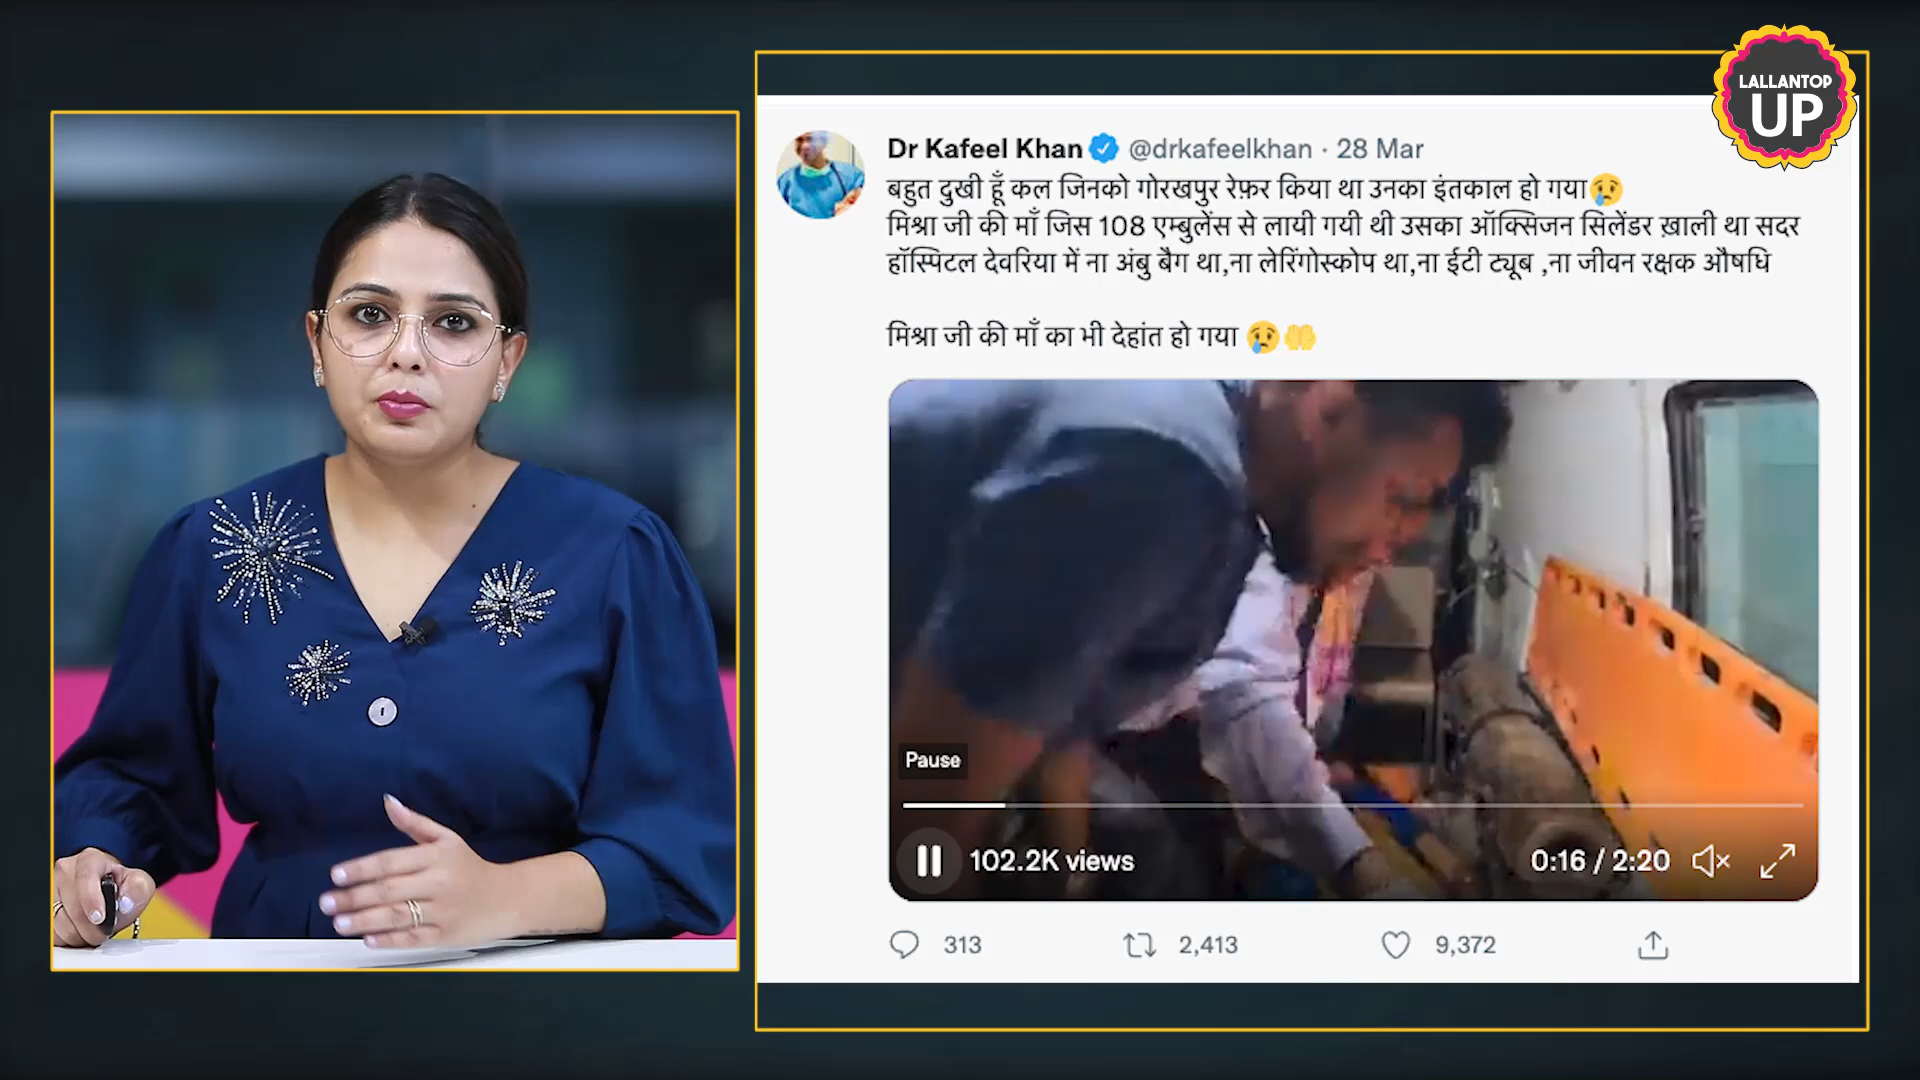 LALLANTOP
UP
Dr Kafeel Khan @drkafeelkhan · 28 Mar
बहुत दुखी हूँ कल जिनको गोरखपुर रेफ़र किया था उनका इंतकाल हो गया😢
मिश्रा जी की माँ जिस 108 एम्बुलेंस से लायी गयी थी उसका ऑक्सिजन सिलेंडर ख़ाली था सदर
हॉस्पिटल देवरिया में ना अंबु बैग था,ना लेरिंगोस्कोप था,ना ईटी ट्यूब ,ना जीवन रक्षक औषधि
मिश्रा जी की माँ का भी देहांत हो गया 😢🤲
Pause
102.2K views
0:16 / 2:20
313
2,413
9,372